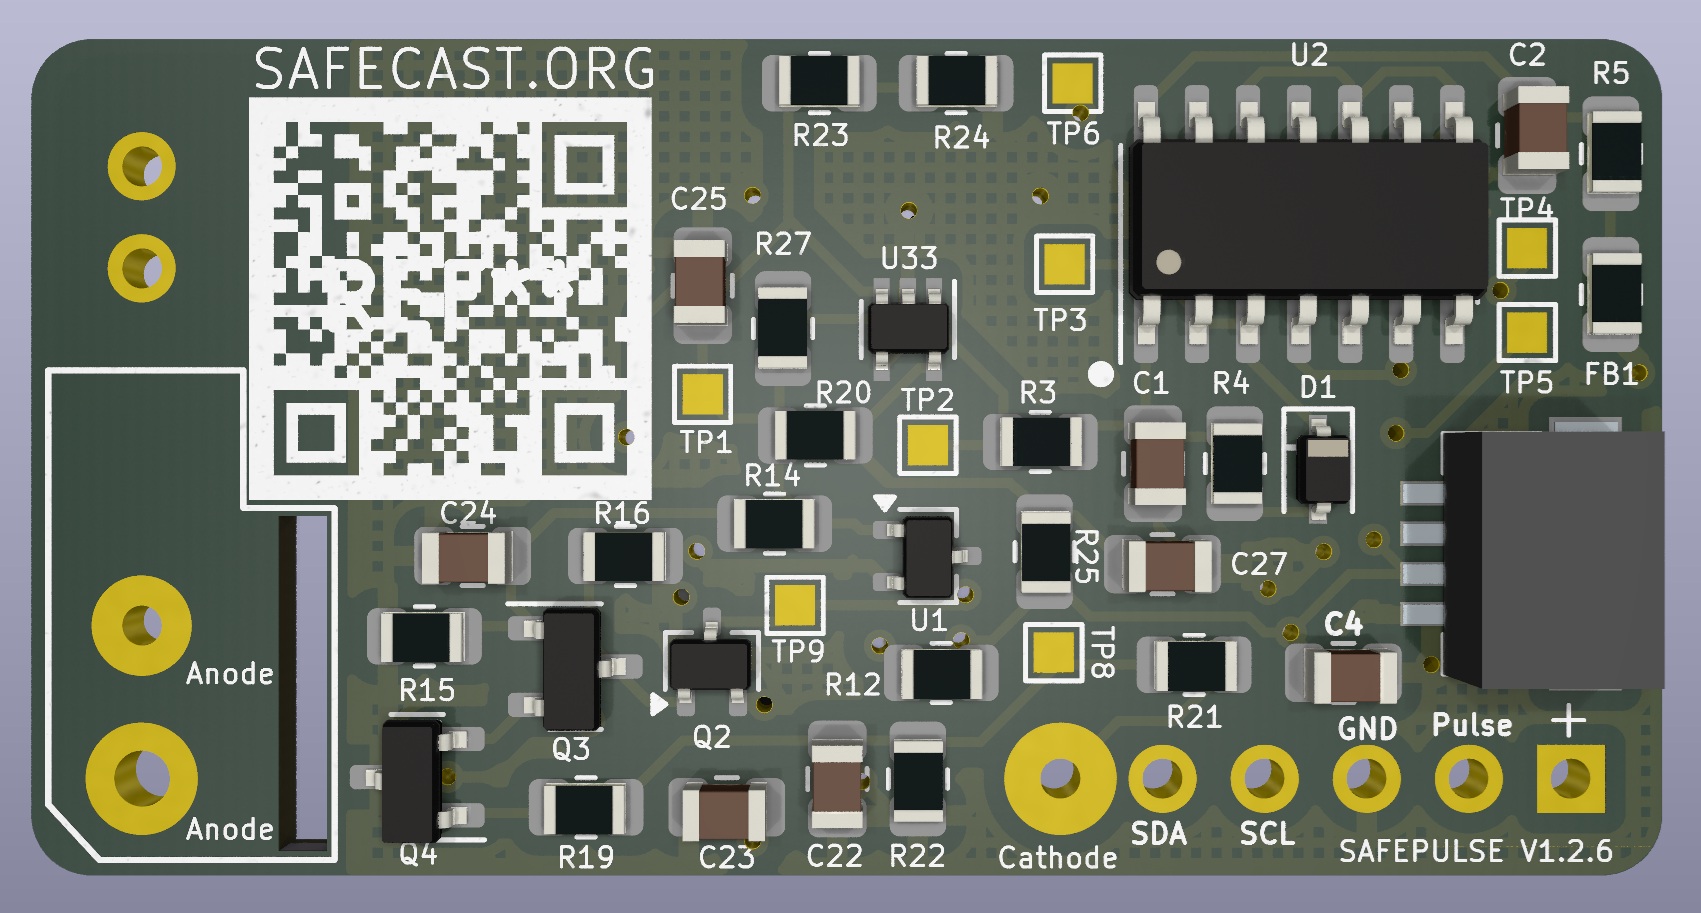 SAFECAST.ORG
R23
R24
TP6
U2
C2
R5
C25
R27
U33
TP3
TP4
TP5
FB1
TP1
R20
TP2
R3
C1
R4
D1
R14
C24
R16
R25
C27
U1
TP9
R12
TP8
C4
R21
Anode
R15
Q3
Q2
GND
Pulse
+
Anode
Q4
R19
C23
C22
R22
Cathode
SDA
SCL
SAFEPULSE V1.2.6